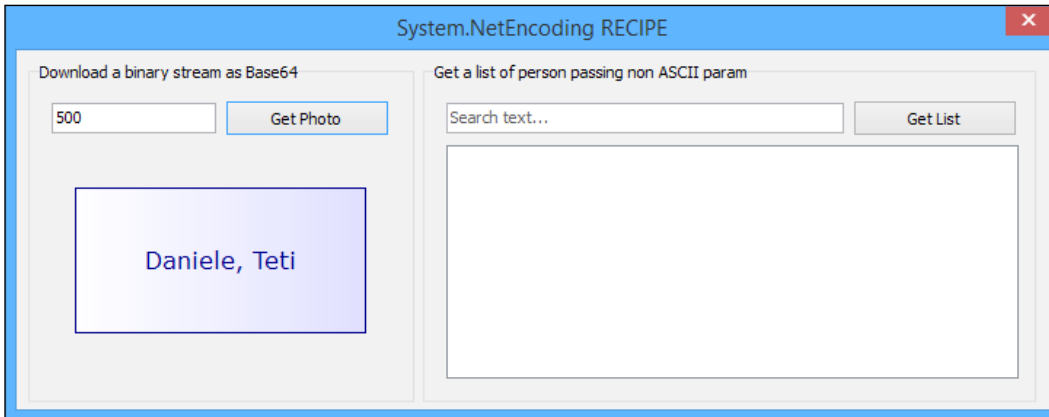 System.NetEncoding RECIPE
Download a binary stream as Base64
500
Get Photo
Daniele, Teti
Get a list of person passing non ASCII param
Search text...
Get List